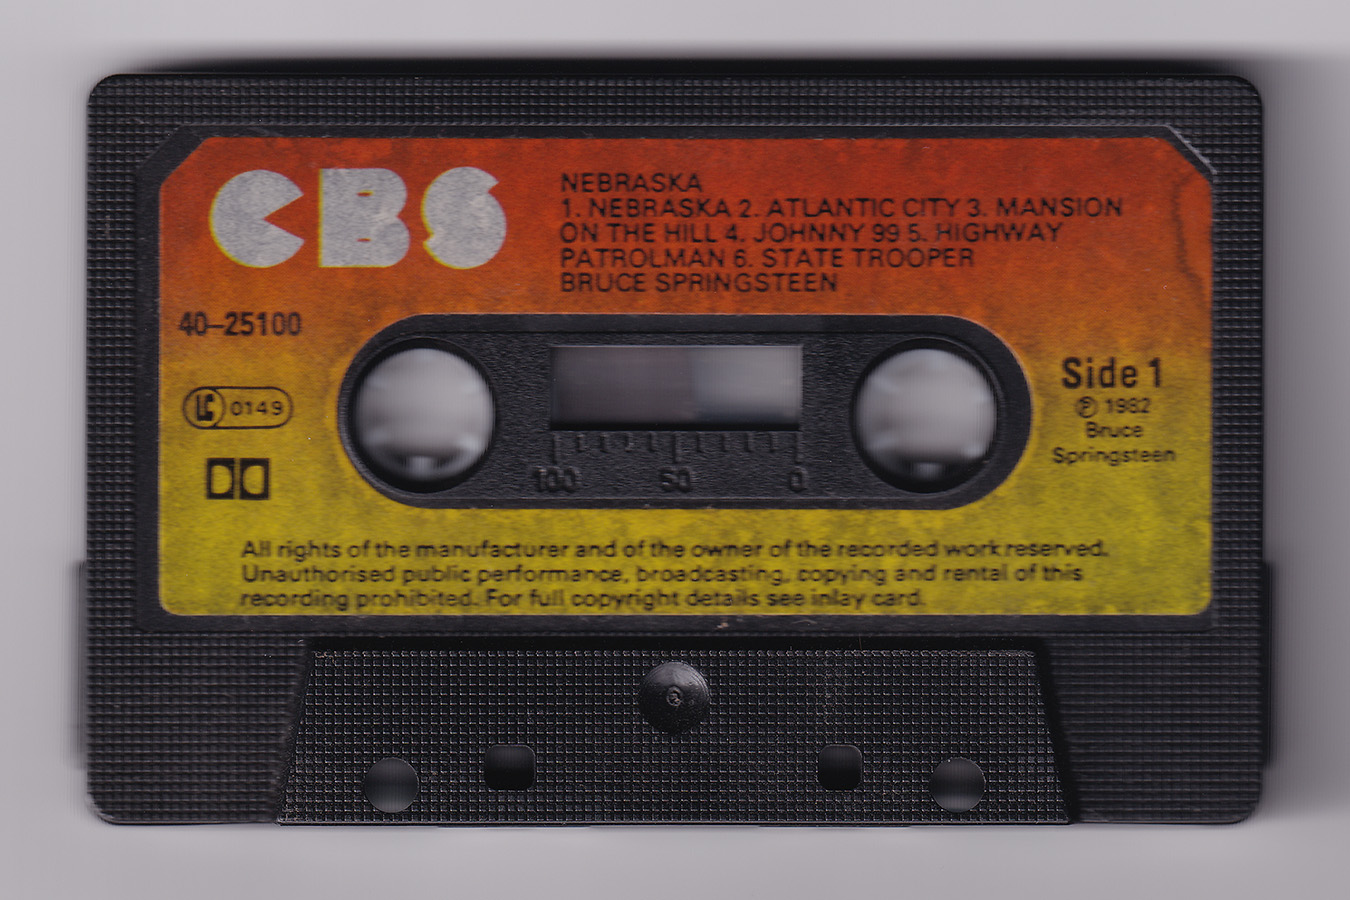 CBS
NEBRASKA
1. NEBRASKA 2. ATLANTIC CITY 3. MANSION
ON THE HILL 4. JOHNNY 99 5. HIGHWAY
PATROLMAN 6. STATE TROOPER
BRUCE SPRINGSTEEN
40–25100
LC 0149
Side 1
℗ 1982
Bruce
Springsteen
100 50 0
All rights of the manufacturer and of the owner of the recorded work reserved.
Unauthorised public performance, broadcasting, copying and rental of this
recording prohibited. For full copyright details see inlay card.